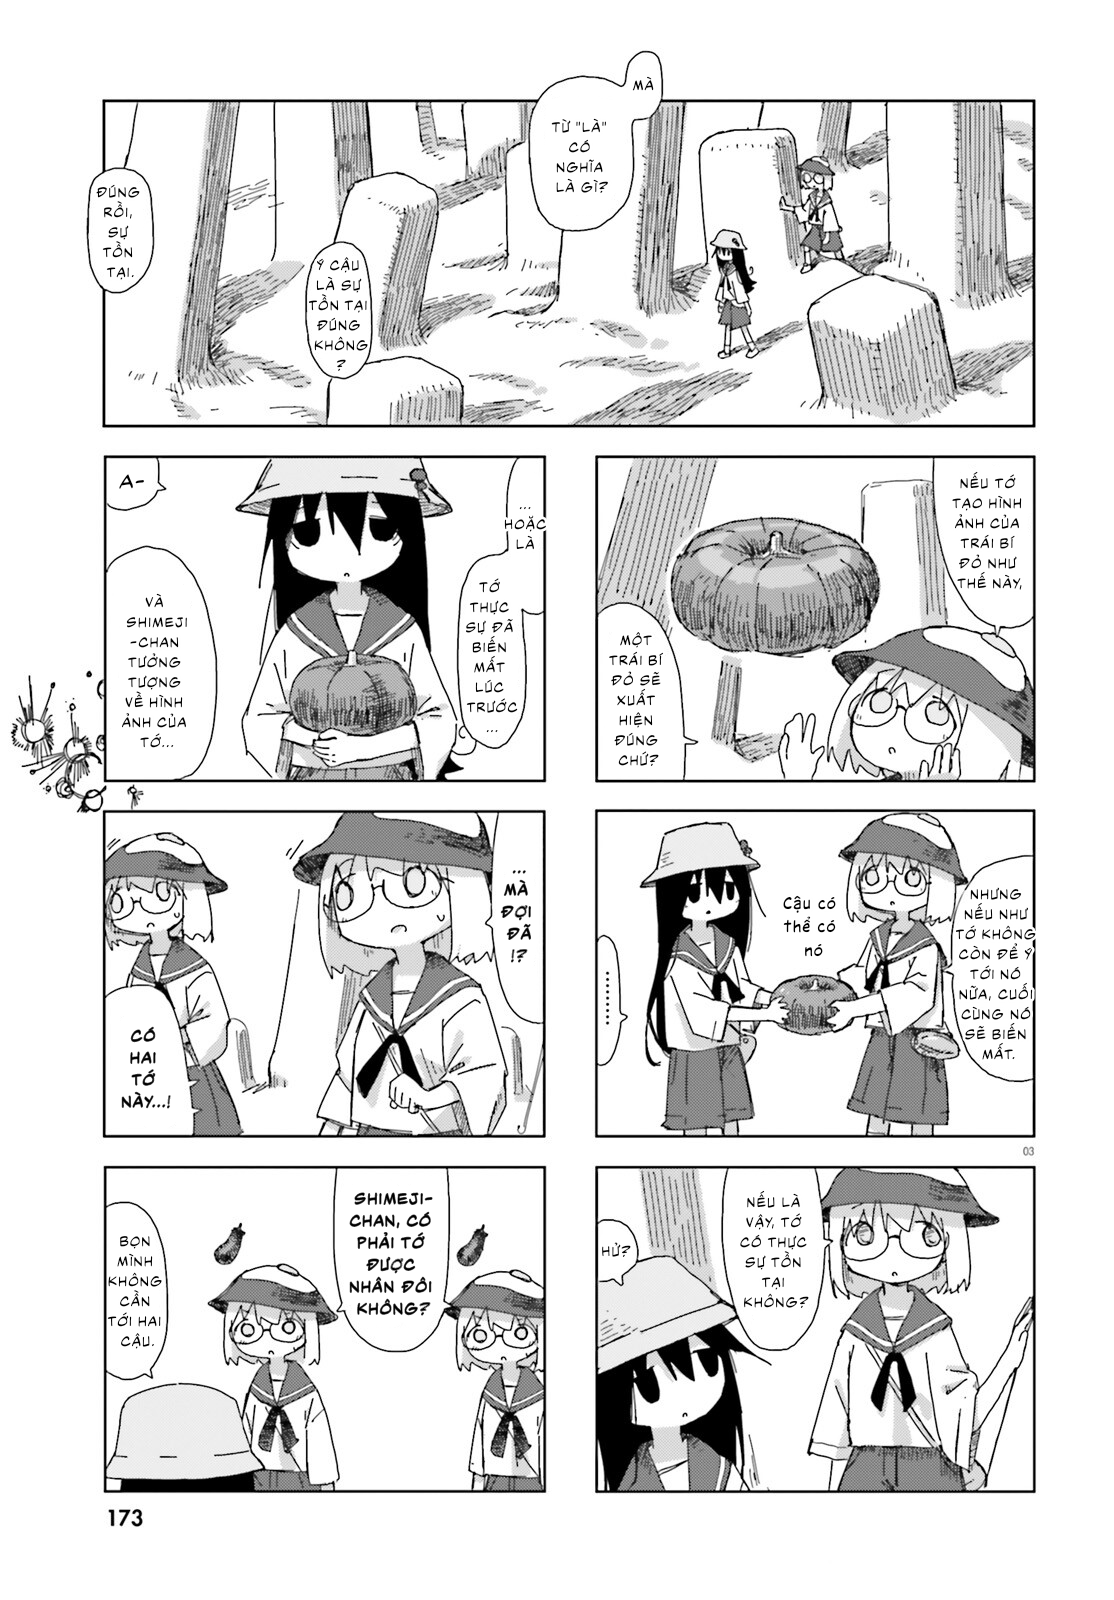 MÀ
TỪ "LÀ"
CÓ
NGHĨA
LÀ GÌ?
Ý CẬU
LÀ SỰ
TỒN TẠI
ĐÚNG
KHÔNG
?
ĐÚNG
RỒI,
SỰ
TỒN
TẠI.
NẾU TỚ
TẠO HÌNH
ẢNH CỦA
TRÁI BÍ
ĐỎ NHƯ
THẾ NÀY,
MỘT
TRÁI BÍ
ĐỎ SẼ
XUẤT
HIỆN
ĐÚNG
CHỨ?
NHƯNG
NẾU NHƯ
TỚ KHÔNG
CÒN ĐỂ Ý
TỚI NÓ
NỮA, CUỐI
CÙNG NÓ
SẼ BIẾN
MẤT.
Cậu có
thể có
nó
.........
03
NẾU LÀ
VẬY, TỚ
CÓ THỰC
SỰ TỒN
TẠI
KHÔNG?
HỬ?
...
HOẶC
LÀ
TỚ
THỰC
SỰ ĐÃ
BIẾN
MẤT
LÚC
TRƯỚC
...
A-
VÀ
SHIMEJI
-CHAN
TƯỞNG
TƯỢNG
VỀ HÌNH
ẢNH CỦA
TỚ...
...
MÀ
ĐỢI
ĐÃ
!?
CÓ
HAI
TỚ
NÀY...!
SHIMEJI-
CHAN, CÓ
PHẢI TỚ
ĐƯỢC
NHÂN ĐÔI
KHÔNG?
BỌN
MÌNH
KHÔNG
CẦN
TỚI HAI
CẬU.
173